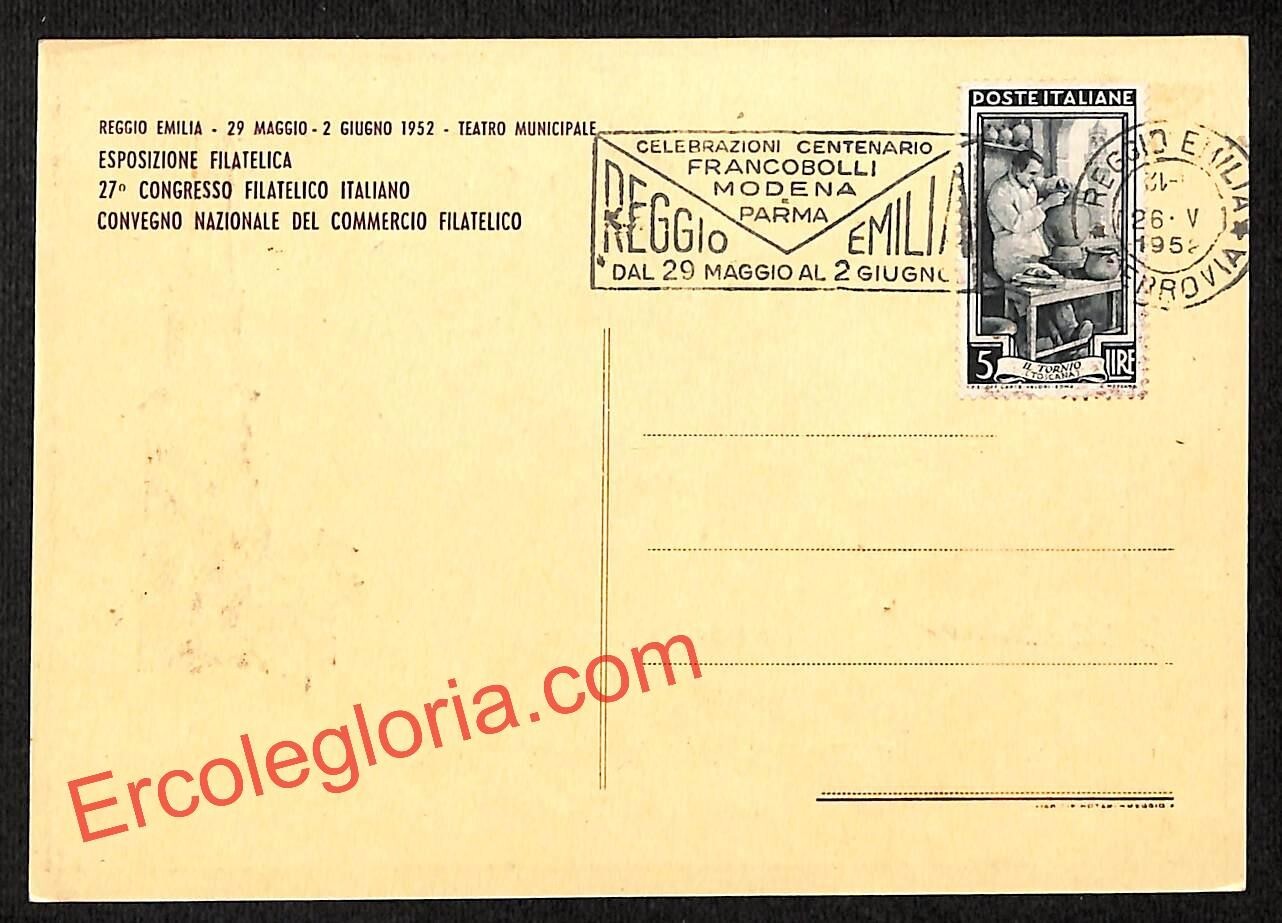 REGGIO EMILIA - 29 MAGGIO - 2 GIUGNO 1952 - TEATRO MUNICIPALE
ESPOSIZIONE FILATELICA
27º CONGRESSO FILATELICO ITALIANO
CONVEGNO NAZIONALE DEL COMMERCIO FILATELICO
CELEBRAZIONI CENTENARIO
FRANCOBOLLI
MODENA
E
PARMA
REGGIO EMILIA
DAL 29 MAGGIO AL 2 GIUGNO
POSTE ITALIANE
5 LIRE
IL TORNIO
(TOSCANA)
REGGIO EMILIA
26. V
1952
FERROVIA
Ercolegloria.com